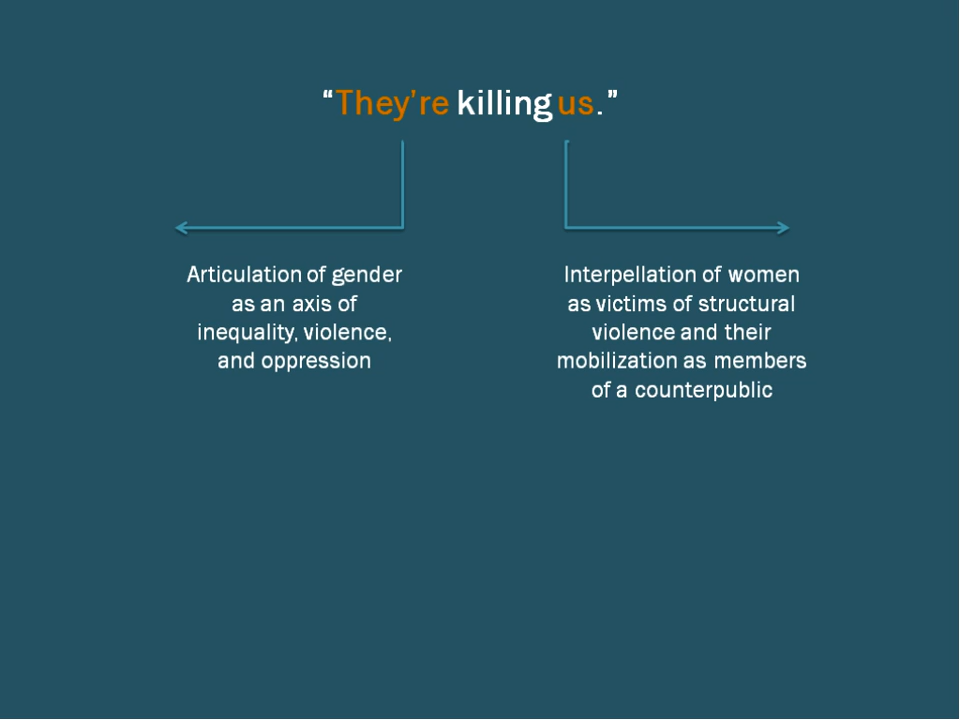 “They’re killing us.”
Articulation of gender
as an axis of
inequality, violence,
and oppression
Interpellation of women
as victims of structural
violence and their
mobilization as members
of a counterpublic